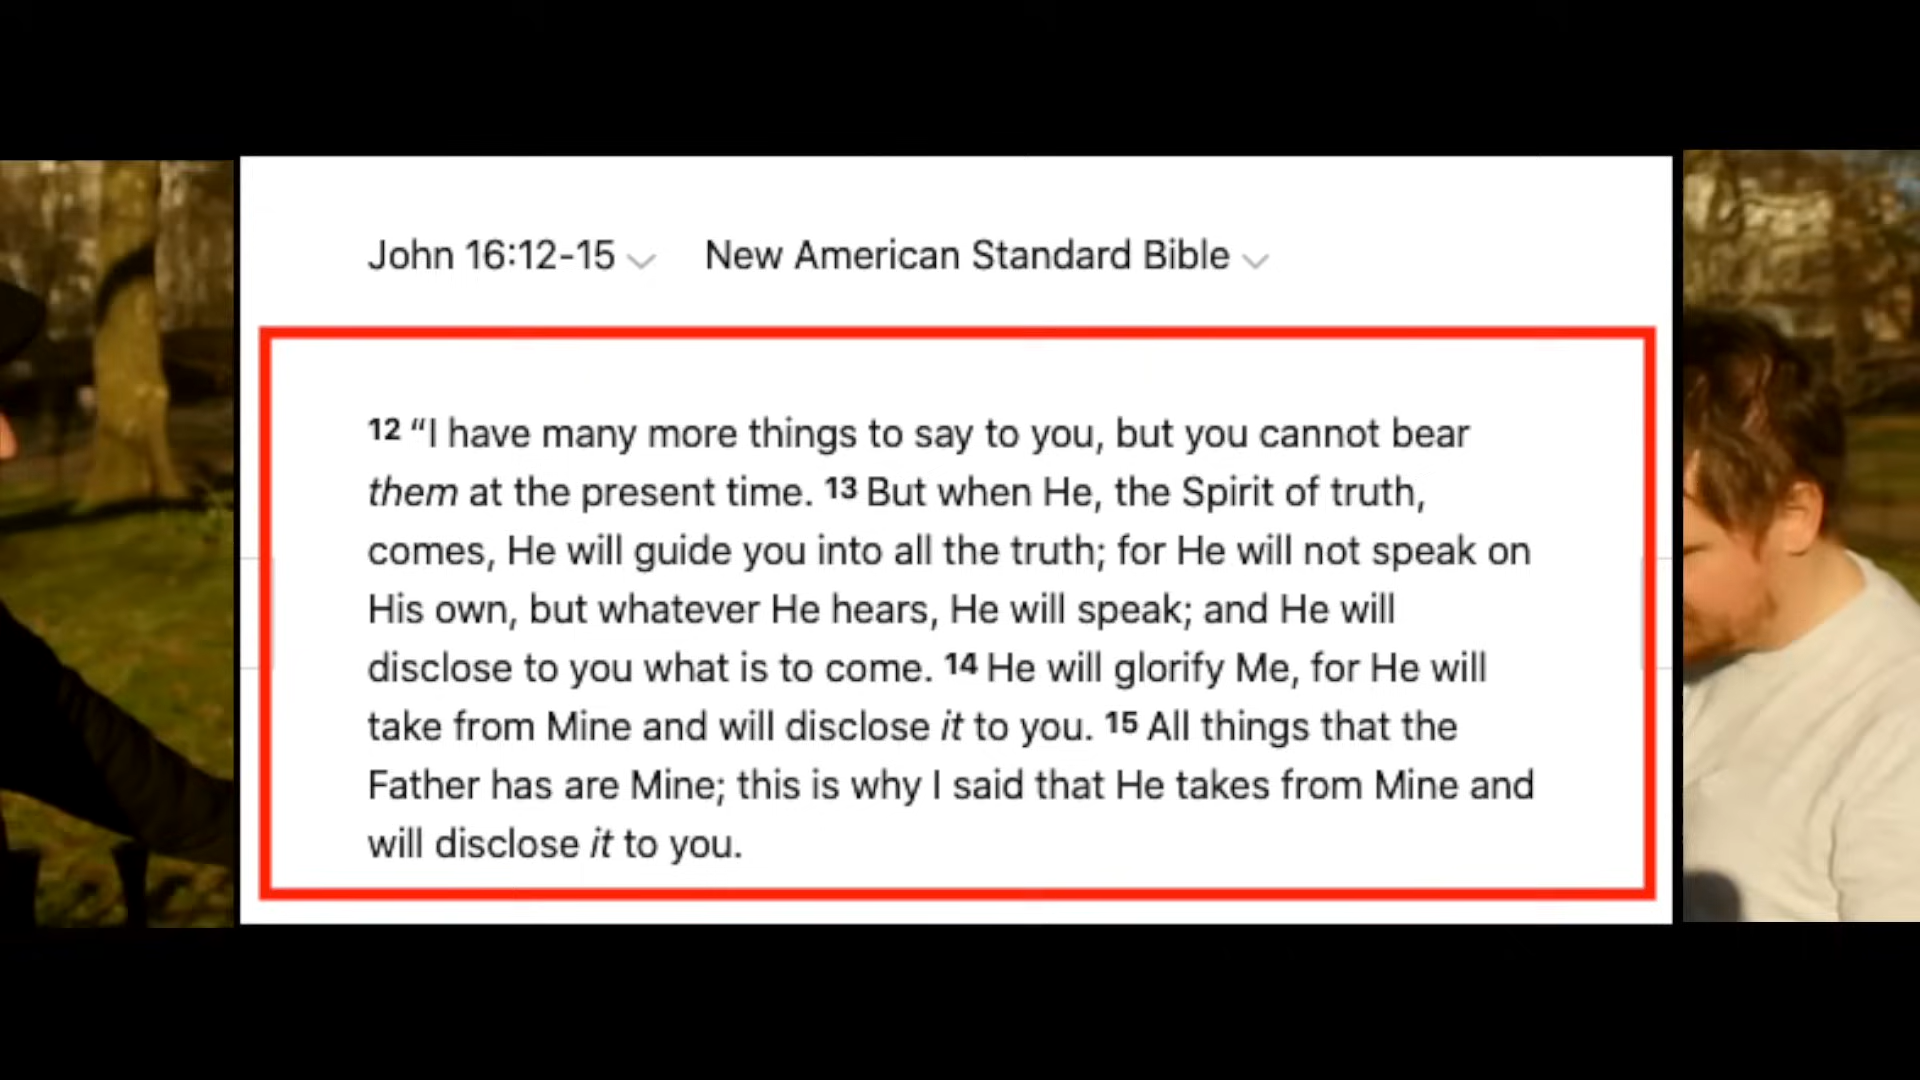 John 16:12-15 New American Standard Bible
12 “I have many more things to say to you, but you cannot bear
them at the present time. 13 But when He, the Spirit of truth,
comes, He will guide you into all the truth; for He will not speak on
His own, but whatever He hears, He will speak; and He will
disclose to you what is to come. 14 He will glorify Me, for He will
take from Mine and will disclose it to you. 15 All things that the
Father has are Mine; this is why I said that He takes from Mine and
will disclose it to you.